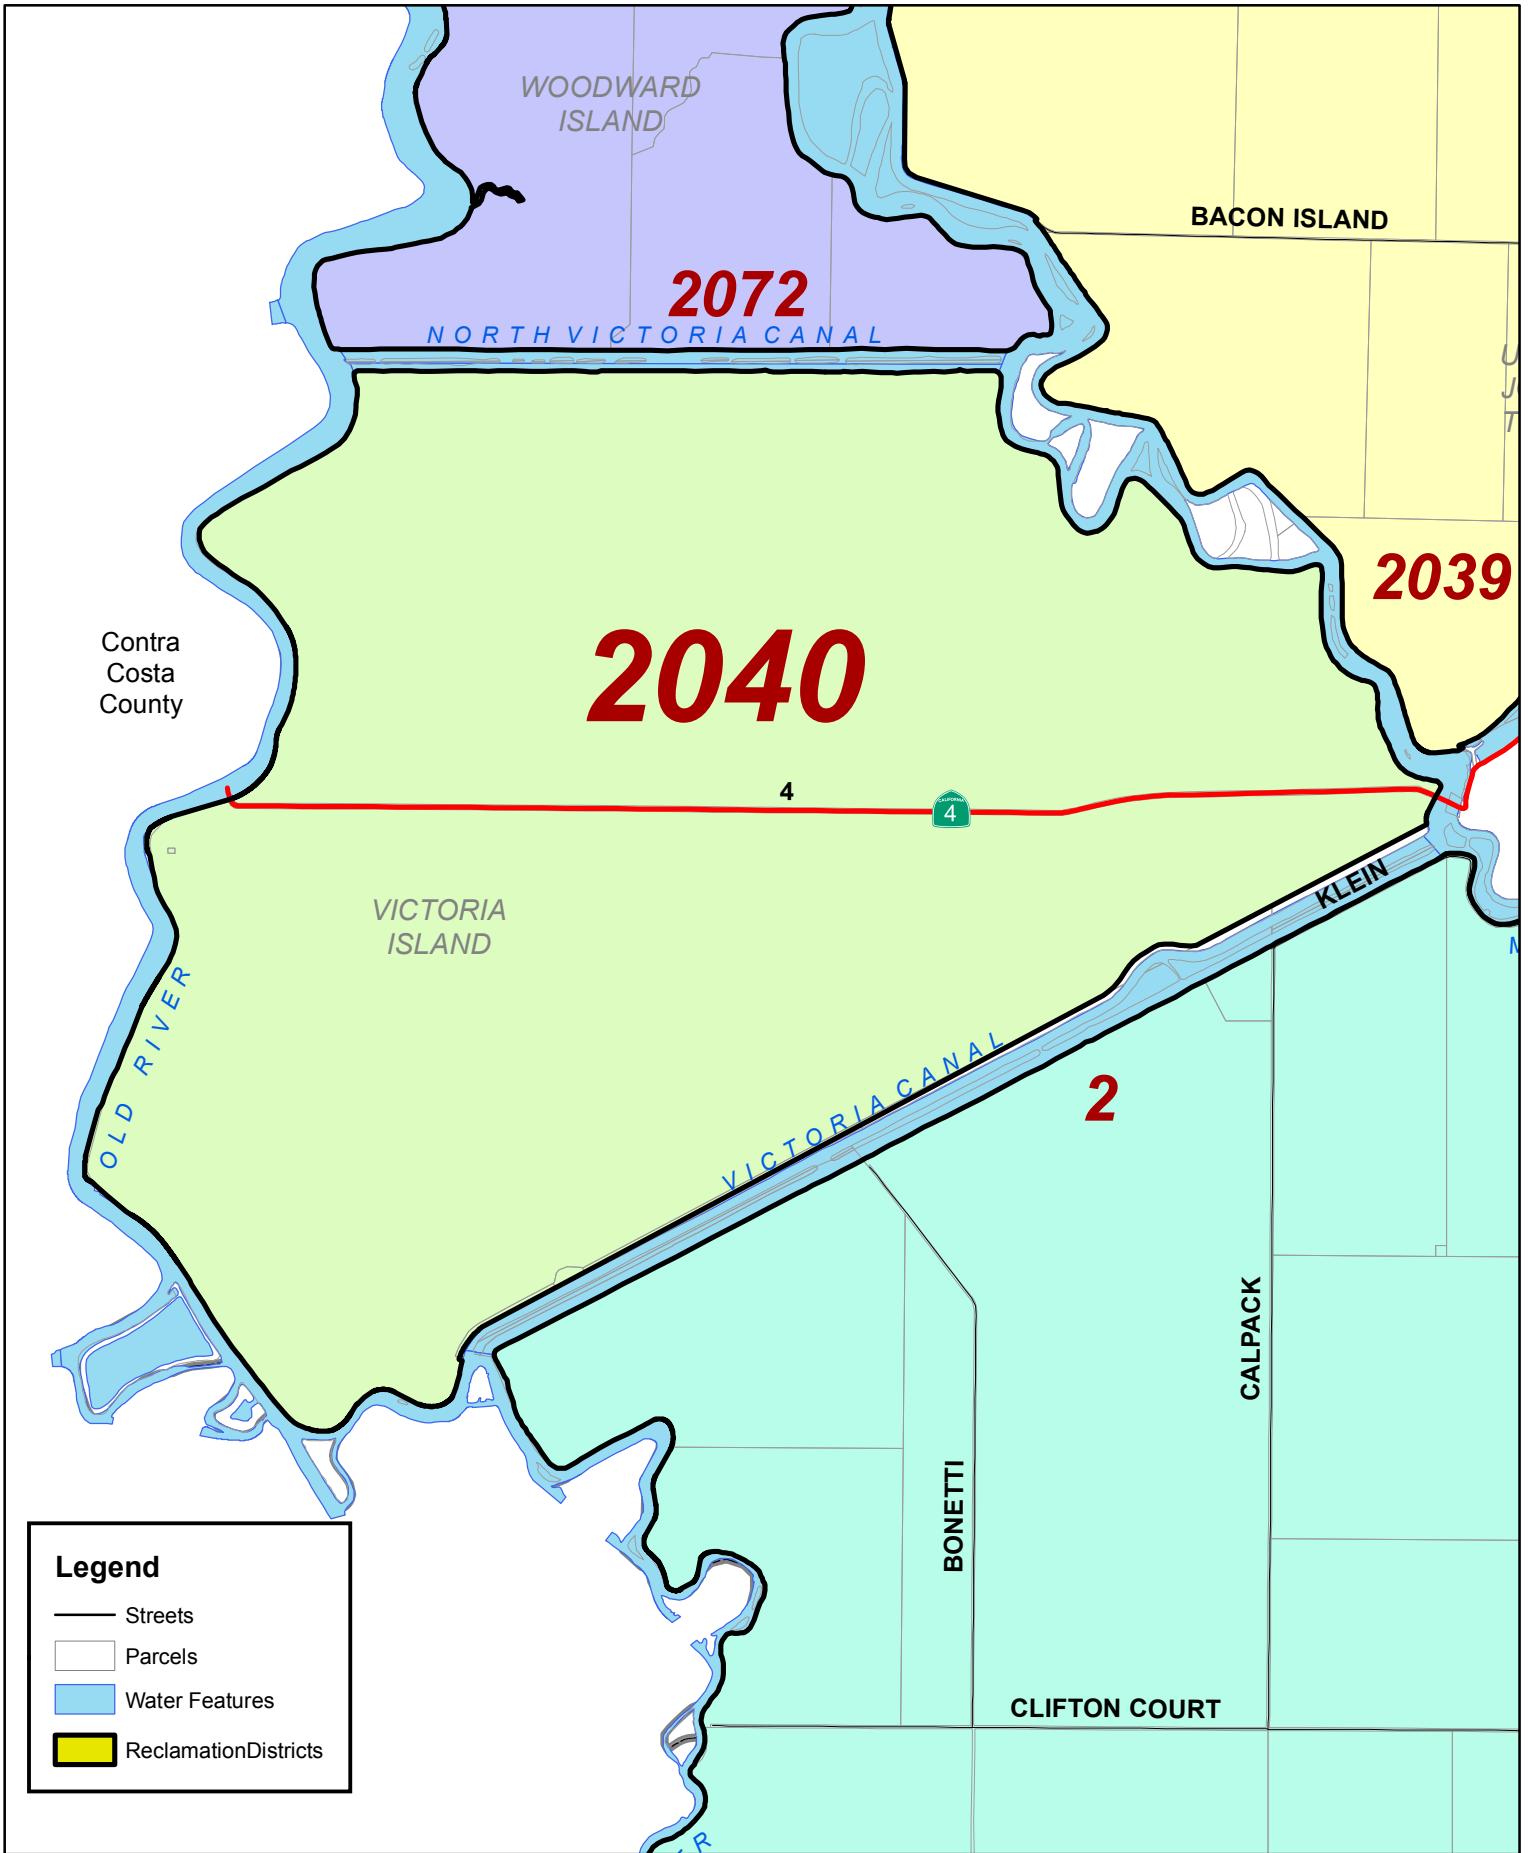 WOODWARD
ISLAND
BACON ISLAND
2072
NORTH VICTORIA CANAL
2039
Contra
Costa
County
2040
4
CALIFORNIA
4
KLEIN
VICTORIA
ISLAND
OLD RIVER
VICTORIA CANAL
2
CALPACK
BONETTI
CLIFTON COURT
Legend
Streets
Parcels
Water Features
ReclamationDistricts